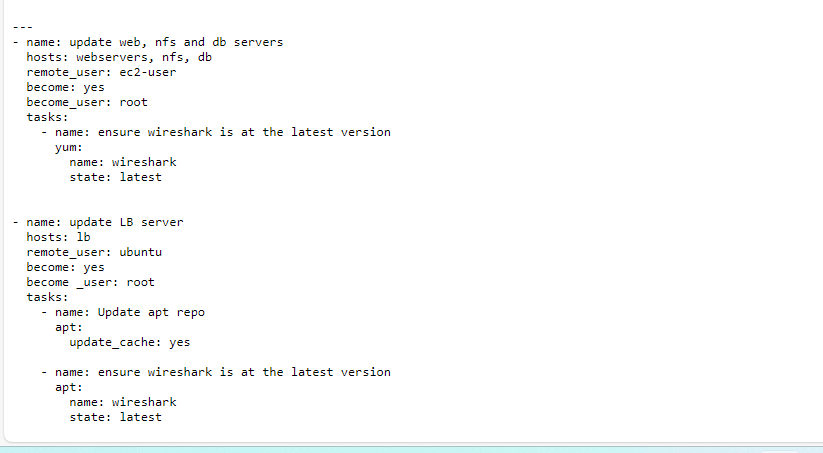 ---
- name: update web, nfs and db servers
  hosts: webservers, nfs, db
  remote_user: ec2-user
  become: yes
  become_user: root
  tasks:
    - name: ensure wireshark is at the latest version
      yum:
        name: wireshark
        state: latest

- name: update LB server
  hosts: lb
  remote_user: ubuntu
  become: yes
  become _user: root
  tasks:
    - name: Update apt repo
      apt:
        update_cache: yes

    - name: ensure wireshark is at the latest version
      apt:
        name: wireshark
        state: latest